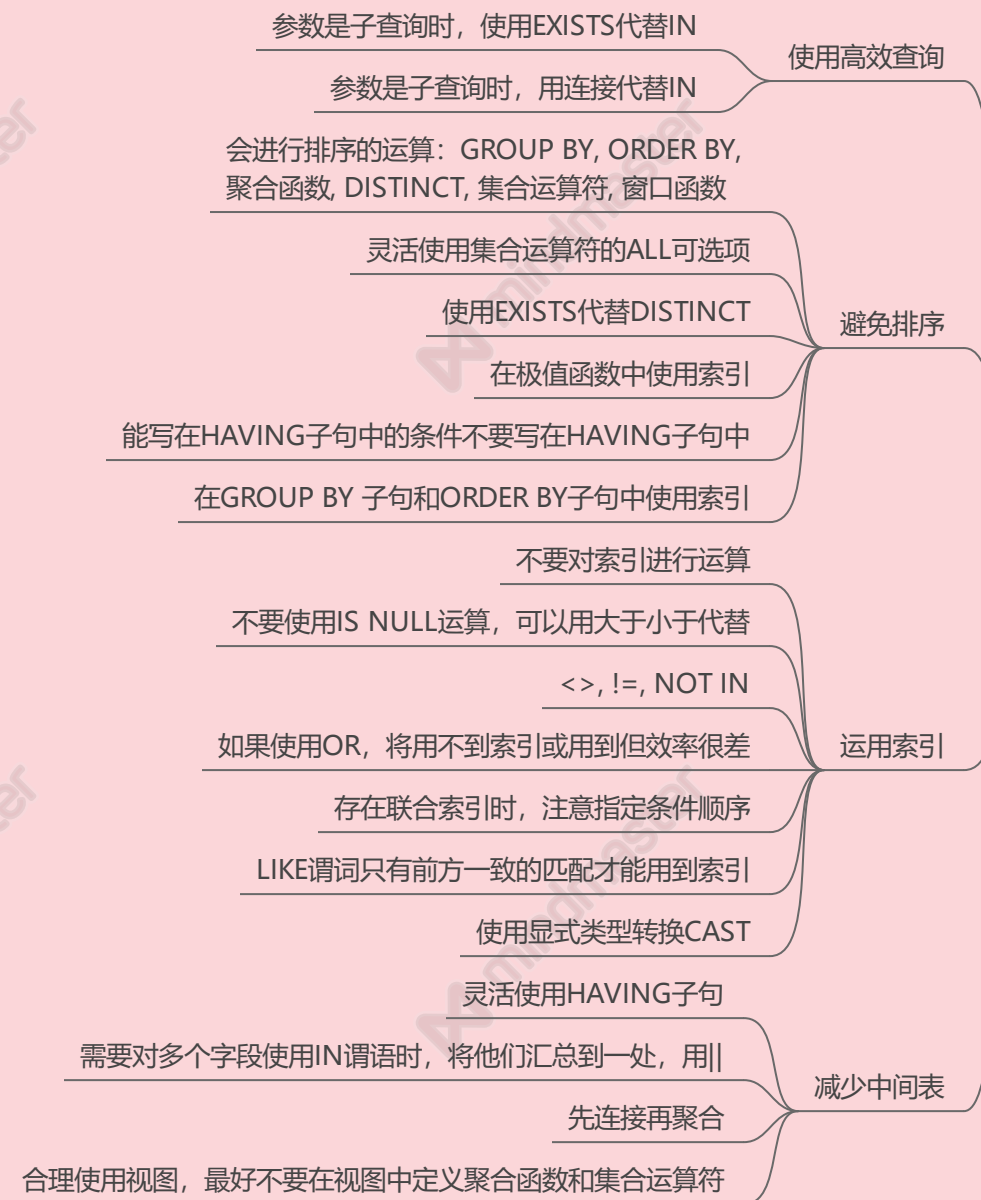 使用高效查询
参数是子查询时，使用EXISTS代替IN
参数是子查询时，用连接代替IN
避免排序
会进行排序的运算：GROUP BY, ORDER BY,
聚合函数, DISTINCT, 集合运算符, 窗口函数
灵活使用集合运算符的ALL可选项
使用EXISTS代替DISTINCT
在极值函数中使用索引
能写在HAVING子句中的条件不要写在HAVING子句中
在GROUP BY 子句和ORDER BY子句中使用索引
运用索引
不要对索引进行运算
不要使用IS NULL运算，可以用大于小于代替
<>, !=, NOT IN
如果使用OR，将用不到索引或用到但效率很差
存在联合索引时，注意指定条件顺序
LIKE谓词只有前方一致的匹配才能用到索引
使用显式类型转换CAST
减少中间表
灵活使用HAVING子句
需要对多个字段使用IN谓语时，将他们汇总到一处，用||
先连接再聚合
合理使用视图，最好不要在视图中定义聚合函数和集合运算符
mindmaster
mindmaster
er
er